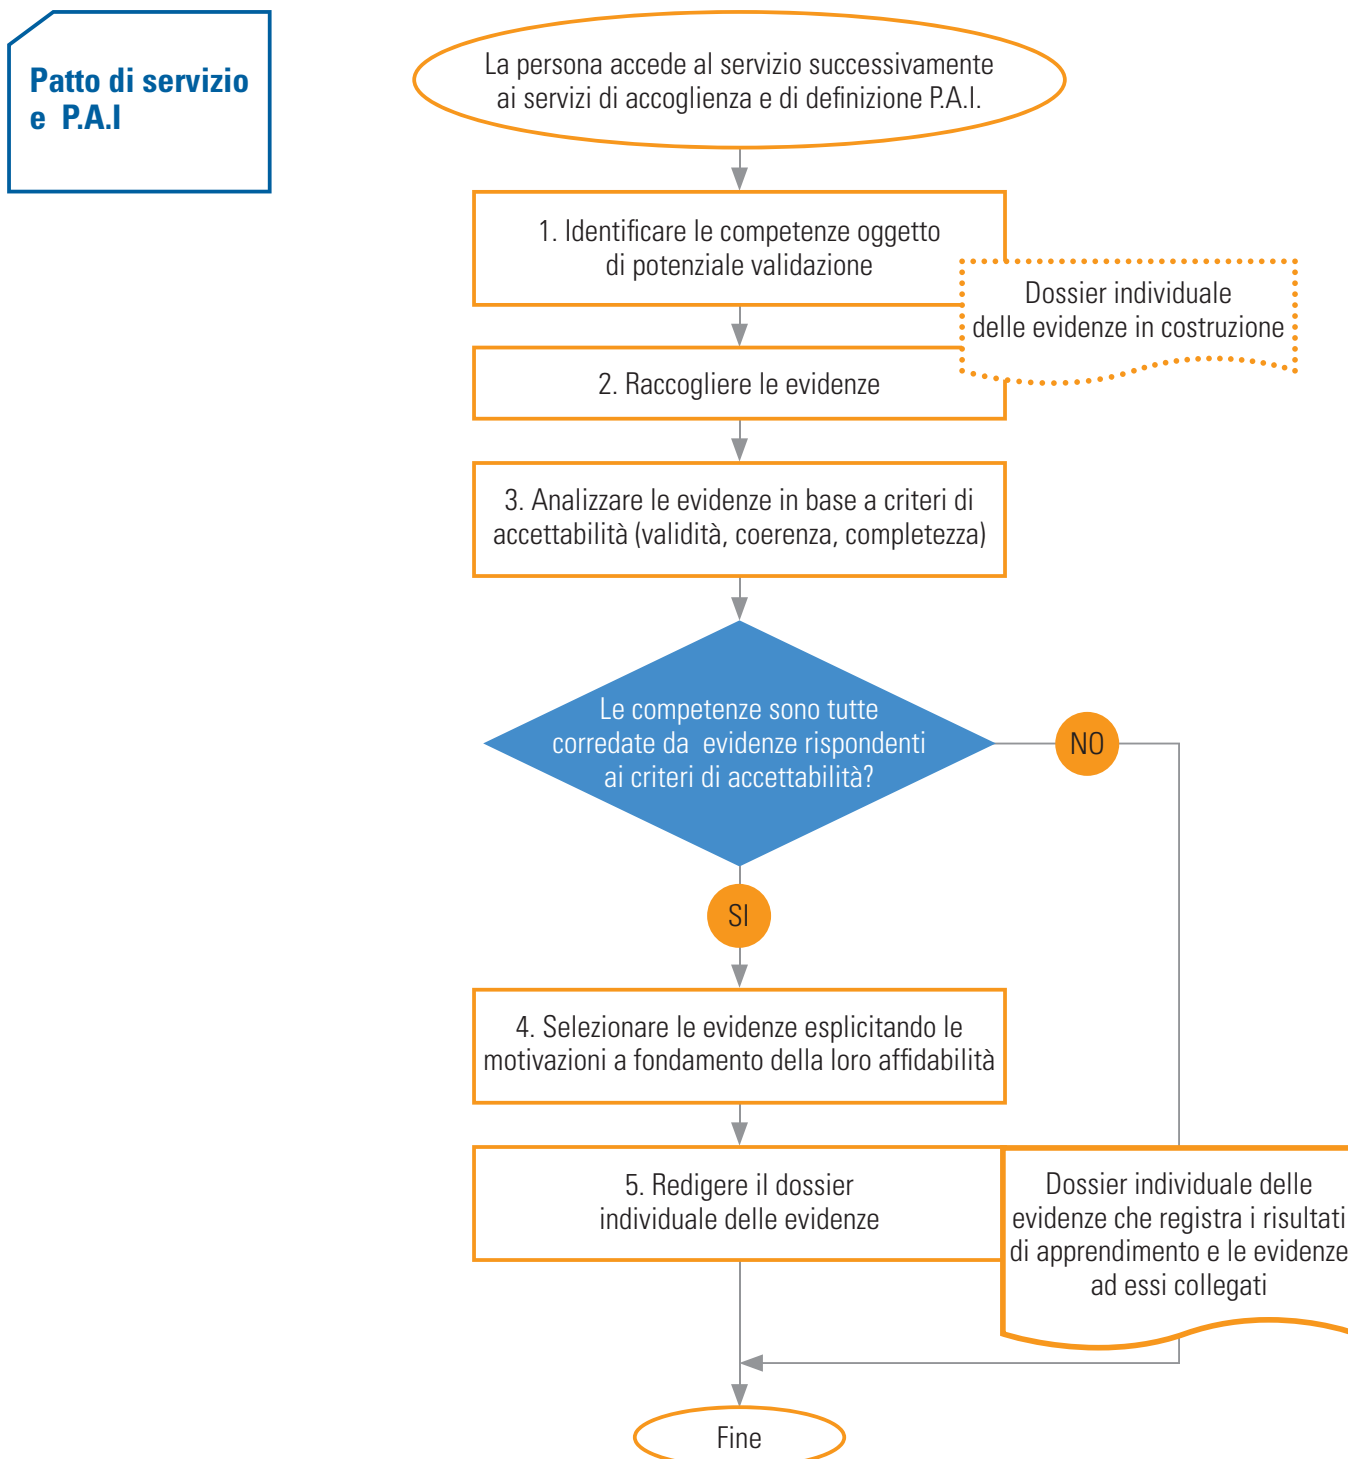 Patto di servizio
e P.A.I
La persona accede al servizio successivamente
ai servizi di accoglienza e di definizione P.A.I.
1. Identificare le competenze oggetto
di potenziale validazione
Dossier individuale
delle evidenze in costruzione
2. Raccogliere le evidenze
3. Analizzare le evidenze in base a criteri di
accettabilità (validità, coerenza, completezza)
Le competenze sono tutte
corredate da evidenze rispondenti
ai criteri di accettabilità?
NO
SI
4. Selezionare le evidenze esplicitando le
motivazioni a fondamento della loro affidabilità
5. Redigere il dossier
individuale delle evidenze
Dossier individuale delle
evidenze che registra i risultati
di apprendimento e le evidenze
ad essi collegati
Fine